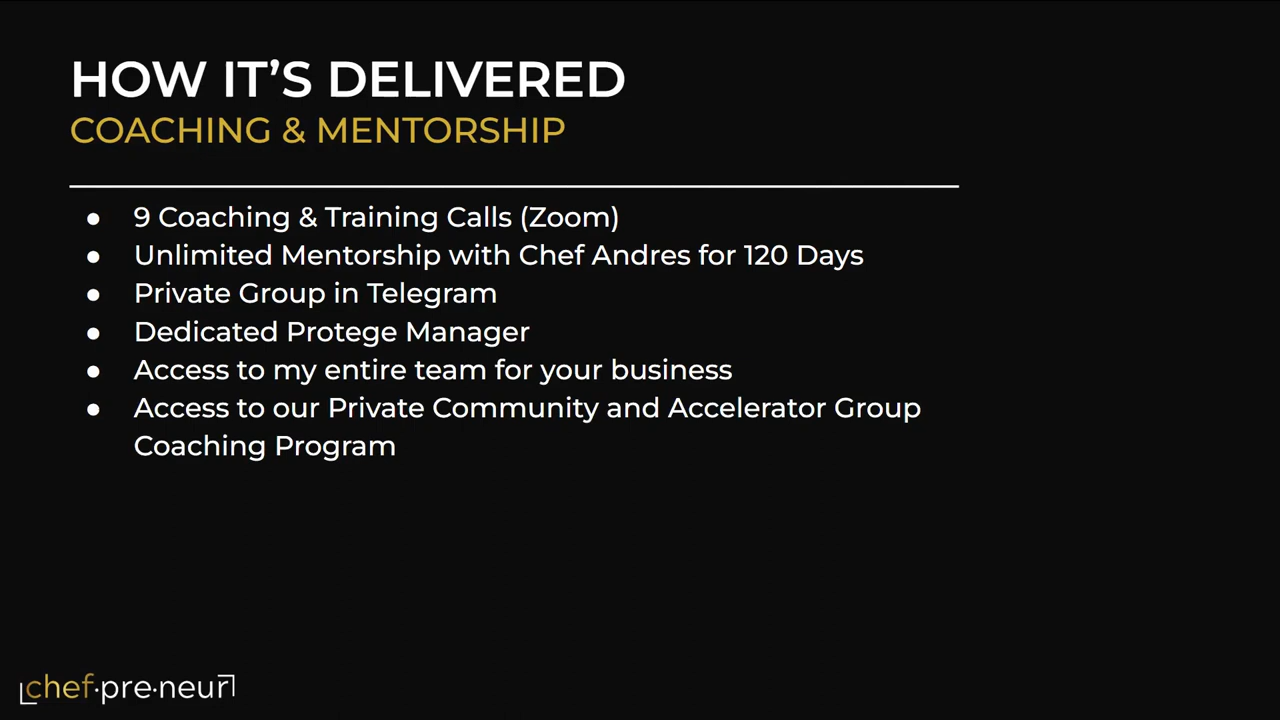 HOW IT’S DELIVERED
COACHING & MENTORSHIP
● 9 Coaching & Training Calls (Zoom)
● Unlimited Mentorship with Chef Andres for 120 Days
● Private Group in Telegram
● Dedicated Protege Manager
● Access to my entire team for your business
● Access to our Private Community and Accelerator Group
Coaching Program
chef·pre·neur